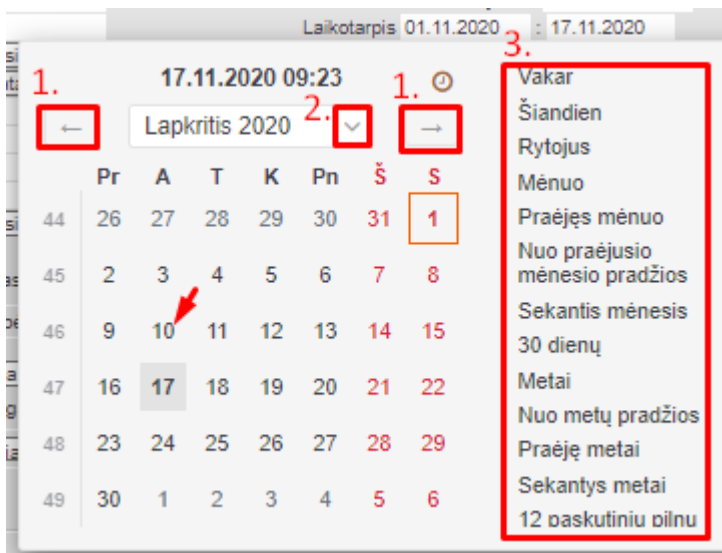 Laikotarpis 01.11.2020 : 17.11.2020
3.
1. 17.11.2020 09:23 1.
← Lapkritis 2020 2. →
Pr A T K Pn Š S
44 26 27 28 29 30 31 1
45 2 3 4 5 6 7 8
46 9 10 11 12 13 14 15
47 16 17 18 19 20 21 22
48 23 24 25 26 27 28 29
49 30 1 2 3 4 5 6
Vakar
Šiandien
Rytojus
Mėnuo
Praėjęs mėnuo
Nuo praėjusio
mėnesio pradžios
Sekantis mėnesis
30 dienų
Metai
Nuo metų pradžios
Praėję metai
Sekantys metai
12 paskutinių pilnų